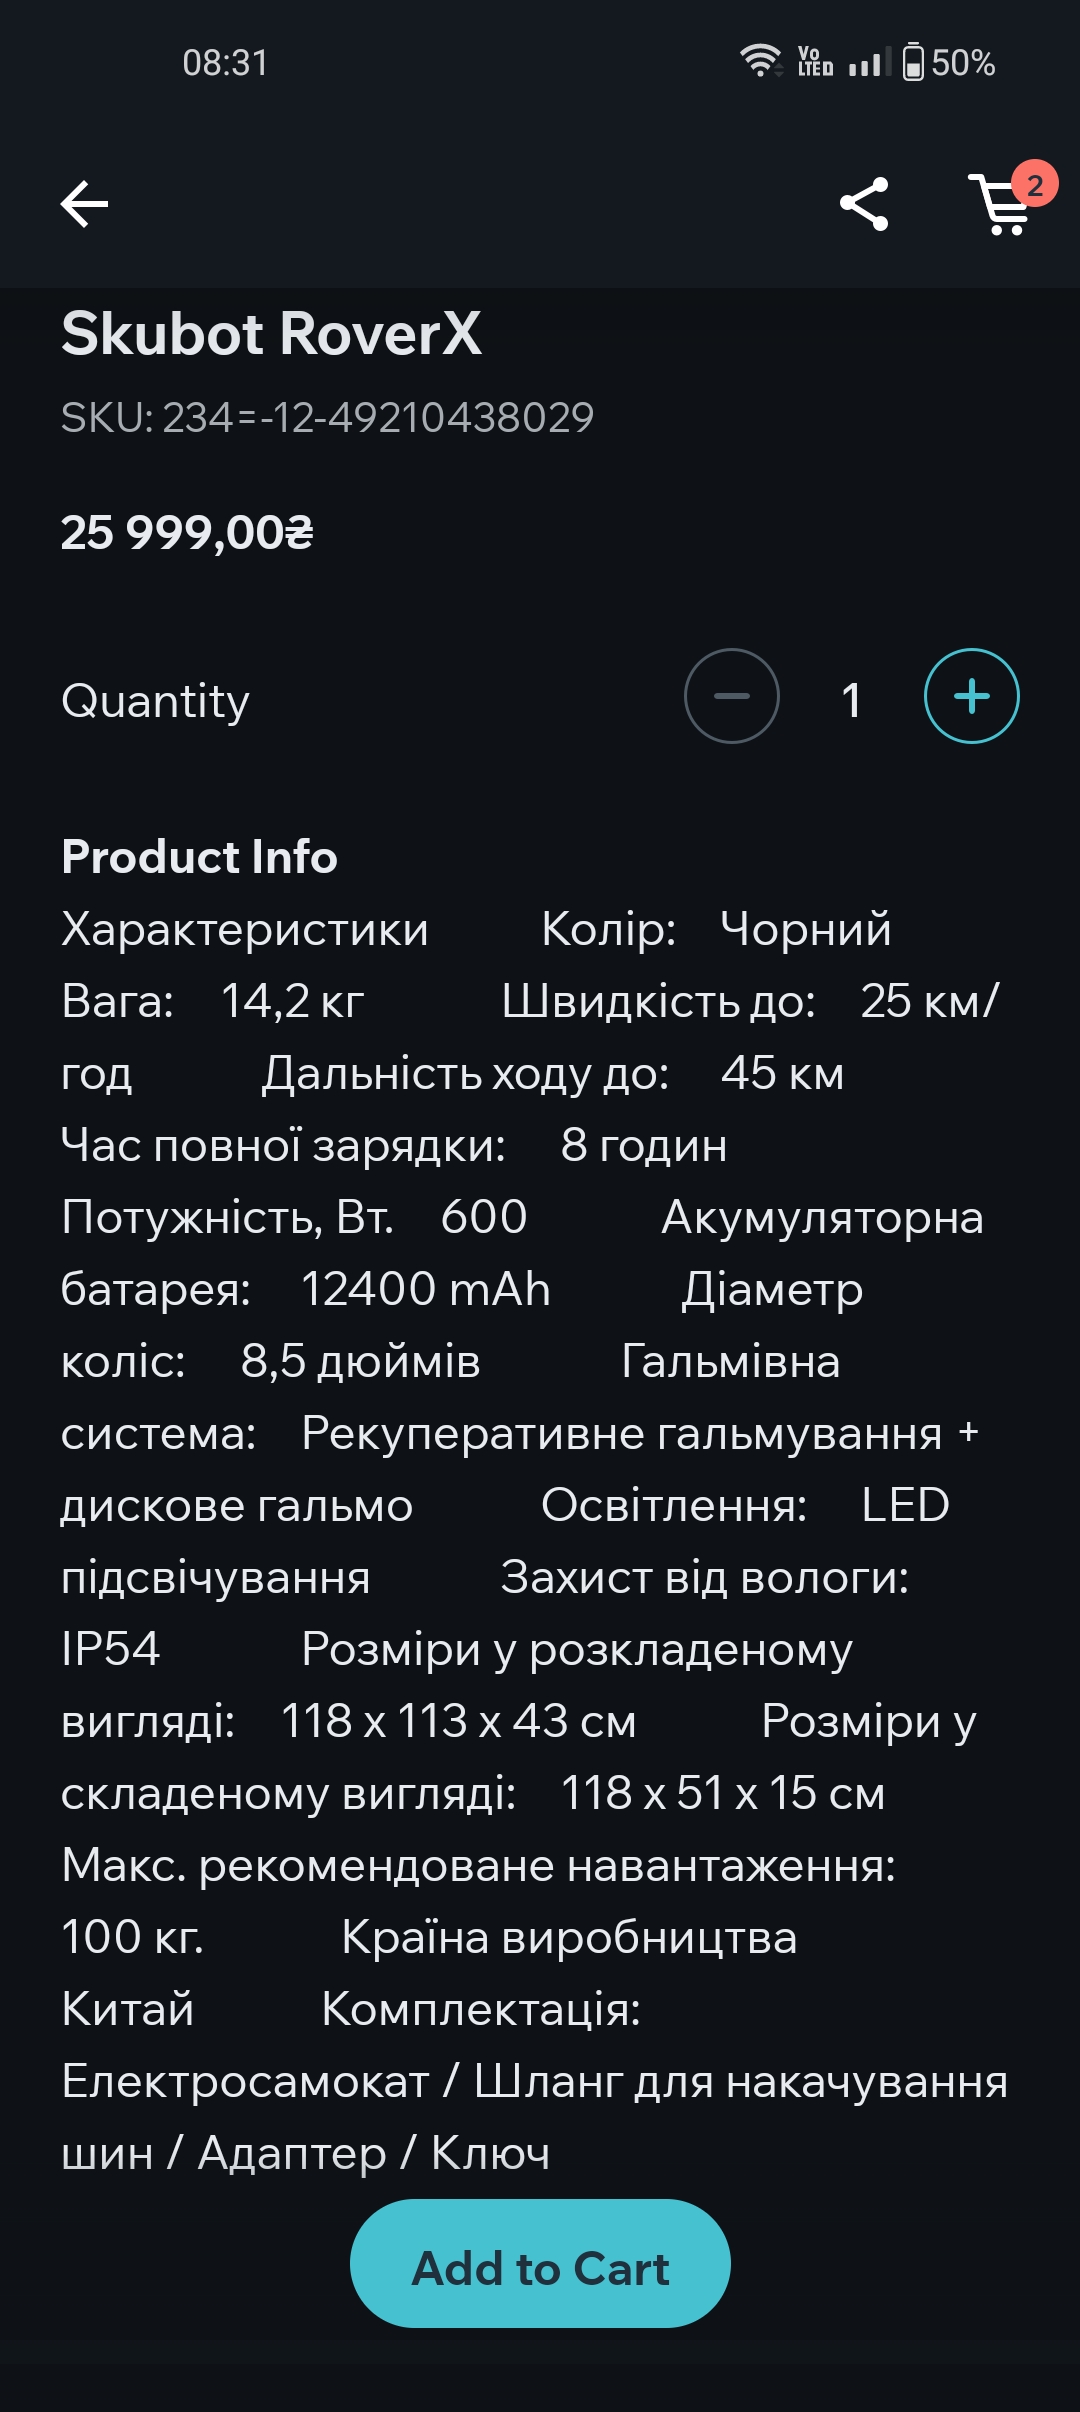 08:31
Vo LTED 50%
2
Skubot RoverX
SKU: 234=-12-49210438029
25 999,00₴
Quantity 1
Product Info
Характеристики Колір: Чорний
Вага: 14,2 кг Швидкість до: 25 км/
год Дальність ходу до: 45 км
Час повної зарядки: 8 годин
Потужність, Вт. 600 Акумуляторна
батарея: 12400 mAh Діаметр
коліс: 8,5 дюймів Гальмівна
система: Рекуперативне гальмування +
дискове гальмо Освітлення: LED
підсвічування Захист від вологи:
IP54 Розміри у розкладеному
вигляді: 118 х 113 х 43 см Розміри у
складеному вигляді: 118 х 51 х 15 см
Макс. рекомендоване навантаження:
100 кг. Країна виробництва
Китай Комплектація:
Електросамокат / Шланг для накачування
шин / Адаптер / Ключ
Add to Cart